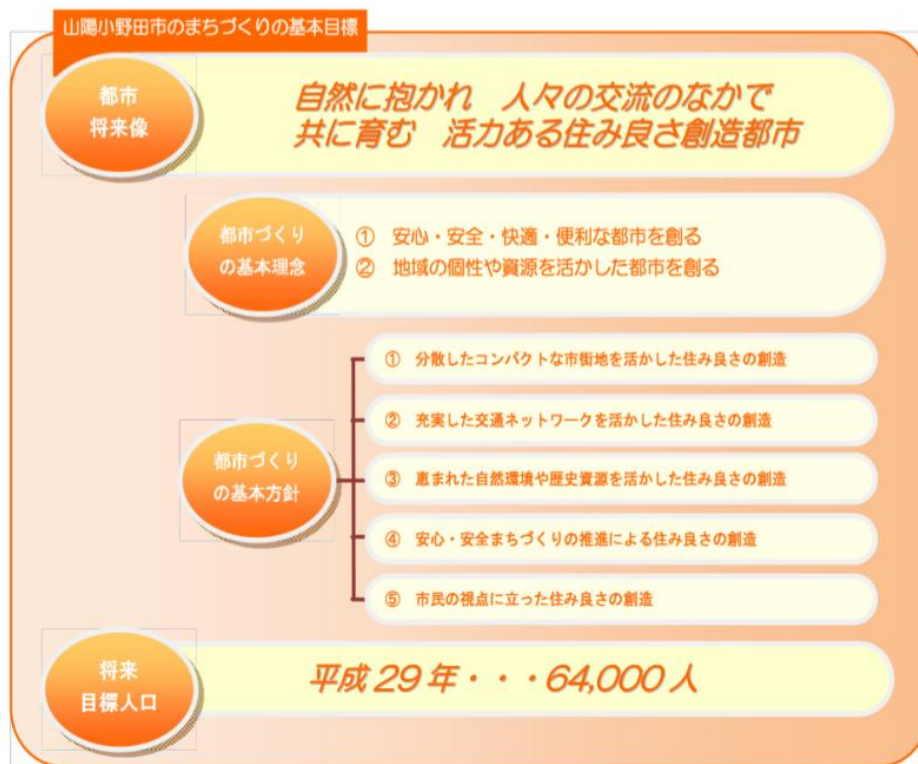 山陽小野田市のまちづくりの基本目標
都市
将来像
自然に抱かれ 人々の交流のなかで
共に育む 活力ある住み良さ創造都市
都市づくり
の基本理念
① 安心・安全・快適・便利な都市を創る
② 地域の個性や資源を活かした都市を創る
都市づくり
の基本方針
① 分散したコンパクトな市街地を活かした住み良さの創造
② 充実した交通ネットワークを活かした住み良さの創造
③ 恵まれた自然環境や歴史資源を活かした住み良さの創造
④ 安心・安全まちづくりの推進による住み良さの創造
⑤ 市民の視点に立った住み良さの創造
将来
目標人口
平成 29 年・・・64,000 人